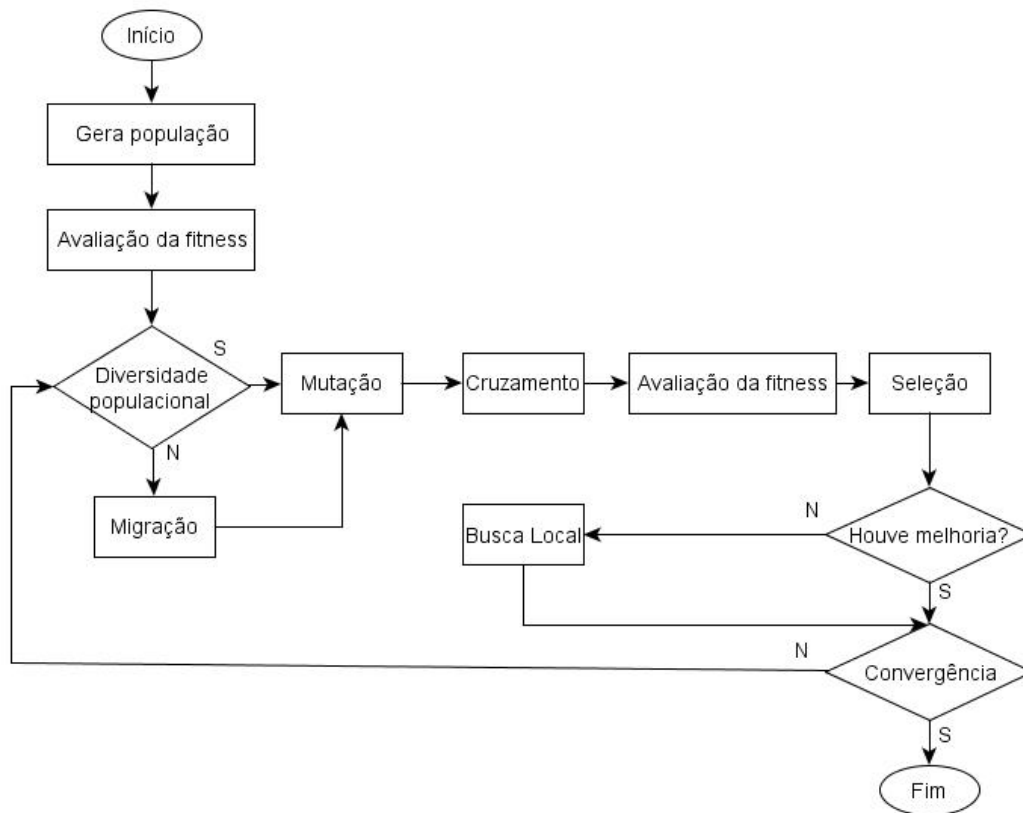 Início
Gera população
Avaliação da fitness
Diversidade
populacional
S
N
Migração
Mutação
Cruzamento
Avaliação da fitness
Seleção
Houve melhoria?
N
S
Busca Local
Convergência
N
S
Fim